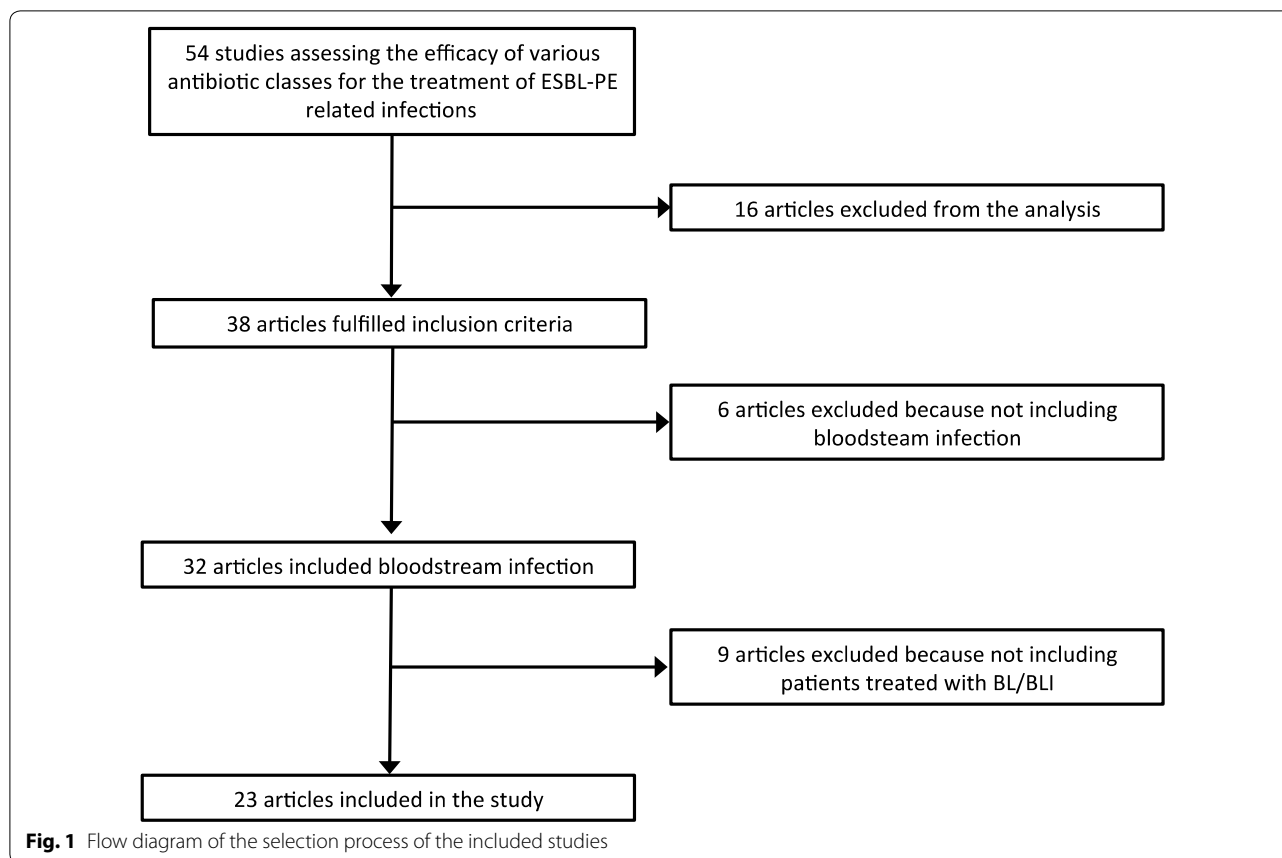 54 studies assessing the efficacy of various
antibiotic classes for the treatment of ESBL-PE
related infections
16 articles excluded from the analysis
38 articles fulfilled inclusion criteria
6 articles excluded because not including
bloodsteam infection
32 articles included bloodstream infection
9 articles excluded because not including
patients treated with BL/BLI
23 articles included in the study
Fig. 1 Flow diagram of the selection process of the included studies